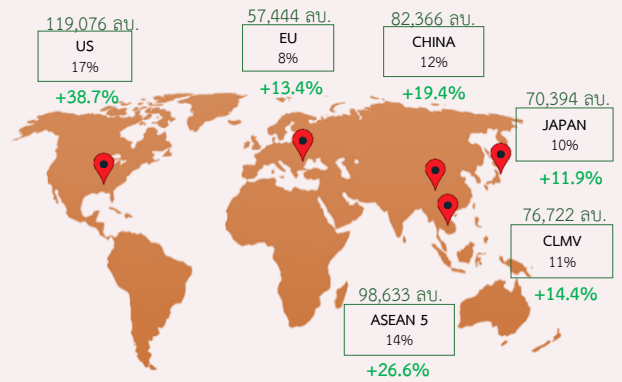 119,076 ลบ.
US
17%
+38.7%
57,444 ลบ.
EU
8%
+13.4%
82,366 ลบ.
CHINA
12%
+19.4%
70,394 ลบ.
JAPAN
10%
+11.9%
76,722 ลบ.
CLMV
11%
+14.4%
98,633 ลบ.
ASEAN 5
14%
+26.6%